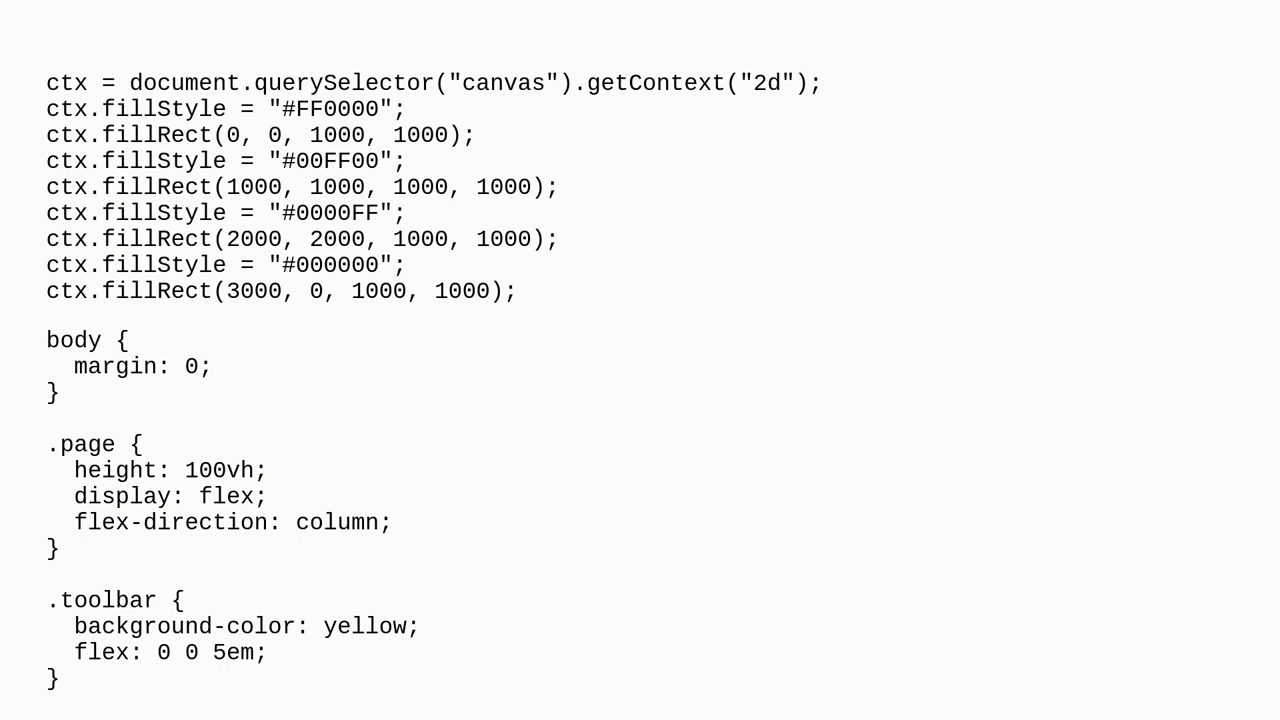 ctx = document.querySelector("canvas").getContext("2d");
ctx.fillStyle = "#FF0000";
ctx.fillRect(0, 0, 1000, 1000);
ctx.fillStyle = "#00FF00";
ctx.fillRect(1000, 1000, 1000, 1000);
ctx.fillStyle = "#0000FF";
ctx.fillRect(2000, 2000, 1000, 1000);
ctx.fillStyle = "#000000";
ctx.fillRect(3000, 0, 1000, 1000);

body {
  margin: 0;
}

.page {
  height: 100vh;
  display: flex;
  flex-direction: column;
}

.toolbar {
  background-color: yellow;
  flex: 0 0 5em;
}